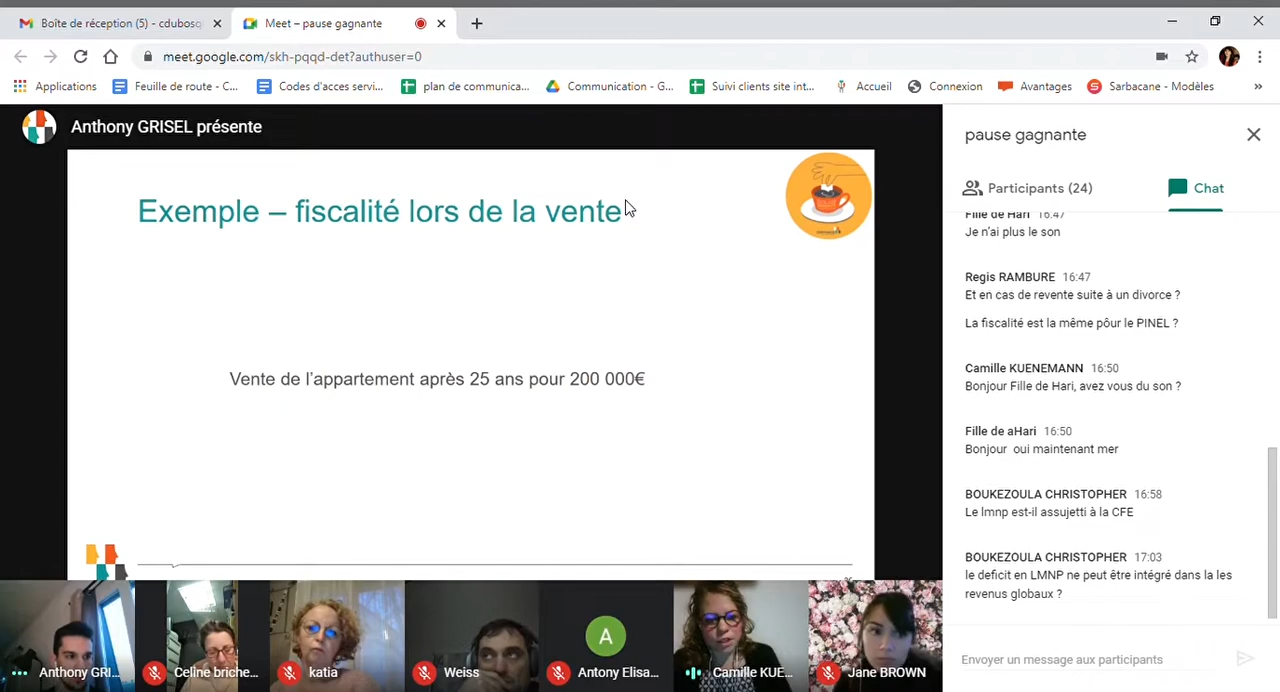 Boîte de réception (5) - cdubosq
Meet – pause gagnante
meet.google.com/skh-pqqd-det?authuser=0
Applications
Feuille de route - C...
Codes d'acces servi...
plan de communica...
Communication - G...
Suivi clients site int...
Accueil
Connexion
Avantages
Sarbacane - Modèles
»
Anthony GRISEL présente
Exemple – fiscalité lors de la vente
Vente de l'appartement après 25 ans pour 200 000€
pause gagnante
Participants (24)
Chat
Fille de Hari 16:47
Je n'ai plus le son
Regis RAMBURE 16:47
Et en cas de revente suite à un divorce ?
La fiscalité est la même pôur le PINEL ?
Camille KUENEMANN 16:50
Bonjour Fille de Hari, avez vous du son ?
Fille de aHari 16:50
Bonjour oui maintenant mer
BOUKEZOULA CHRISTOPHER 16:58
Le lmnp est-il assujetti à la CFE
BOUKEZOULA CHRISTOPHER 17:03
le deficit en LMNP ne peut être intégré dans la les
revenus globaux ?
Envoyer un message aux participants
Anthony GRI...
Celine briche...
katia
Weiss
A
Antony Elisa...
Camille KUE...
Jane BROWN